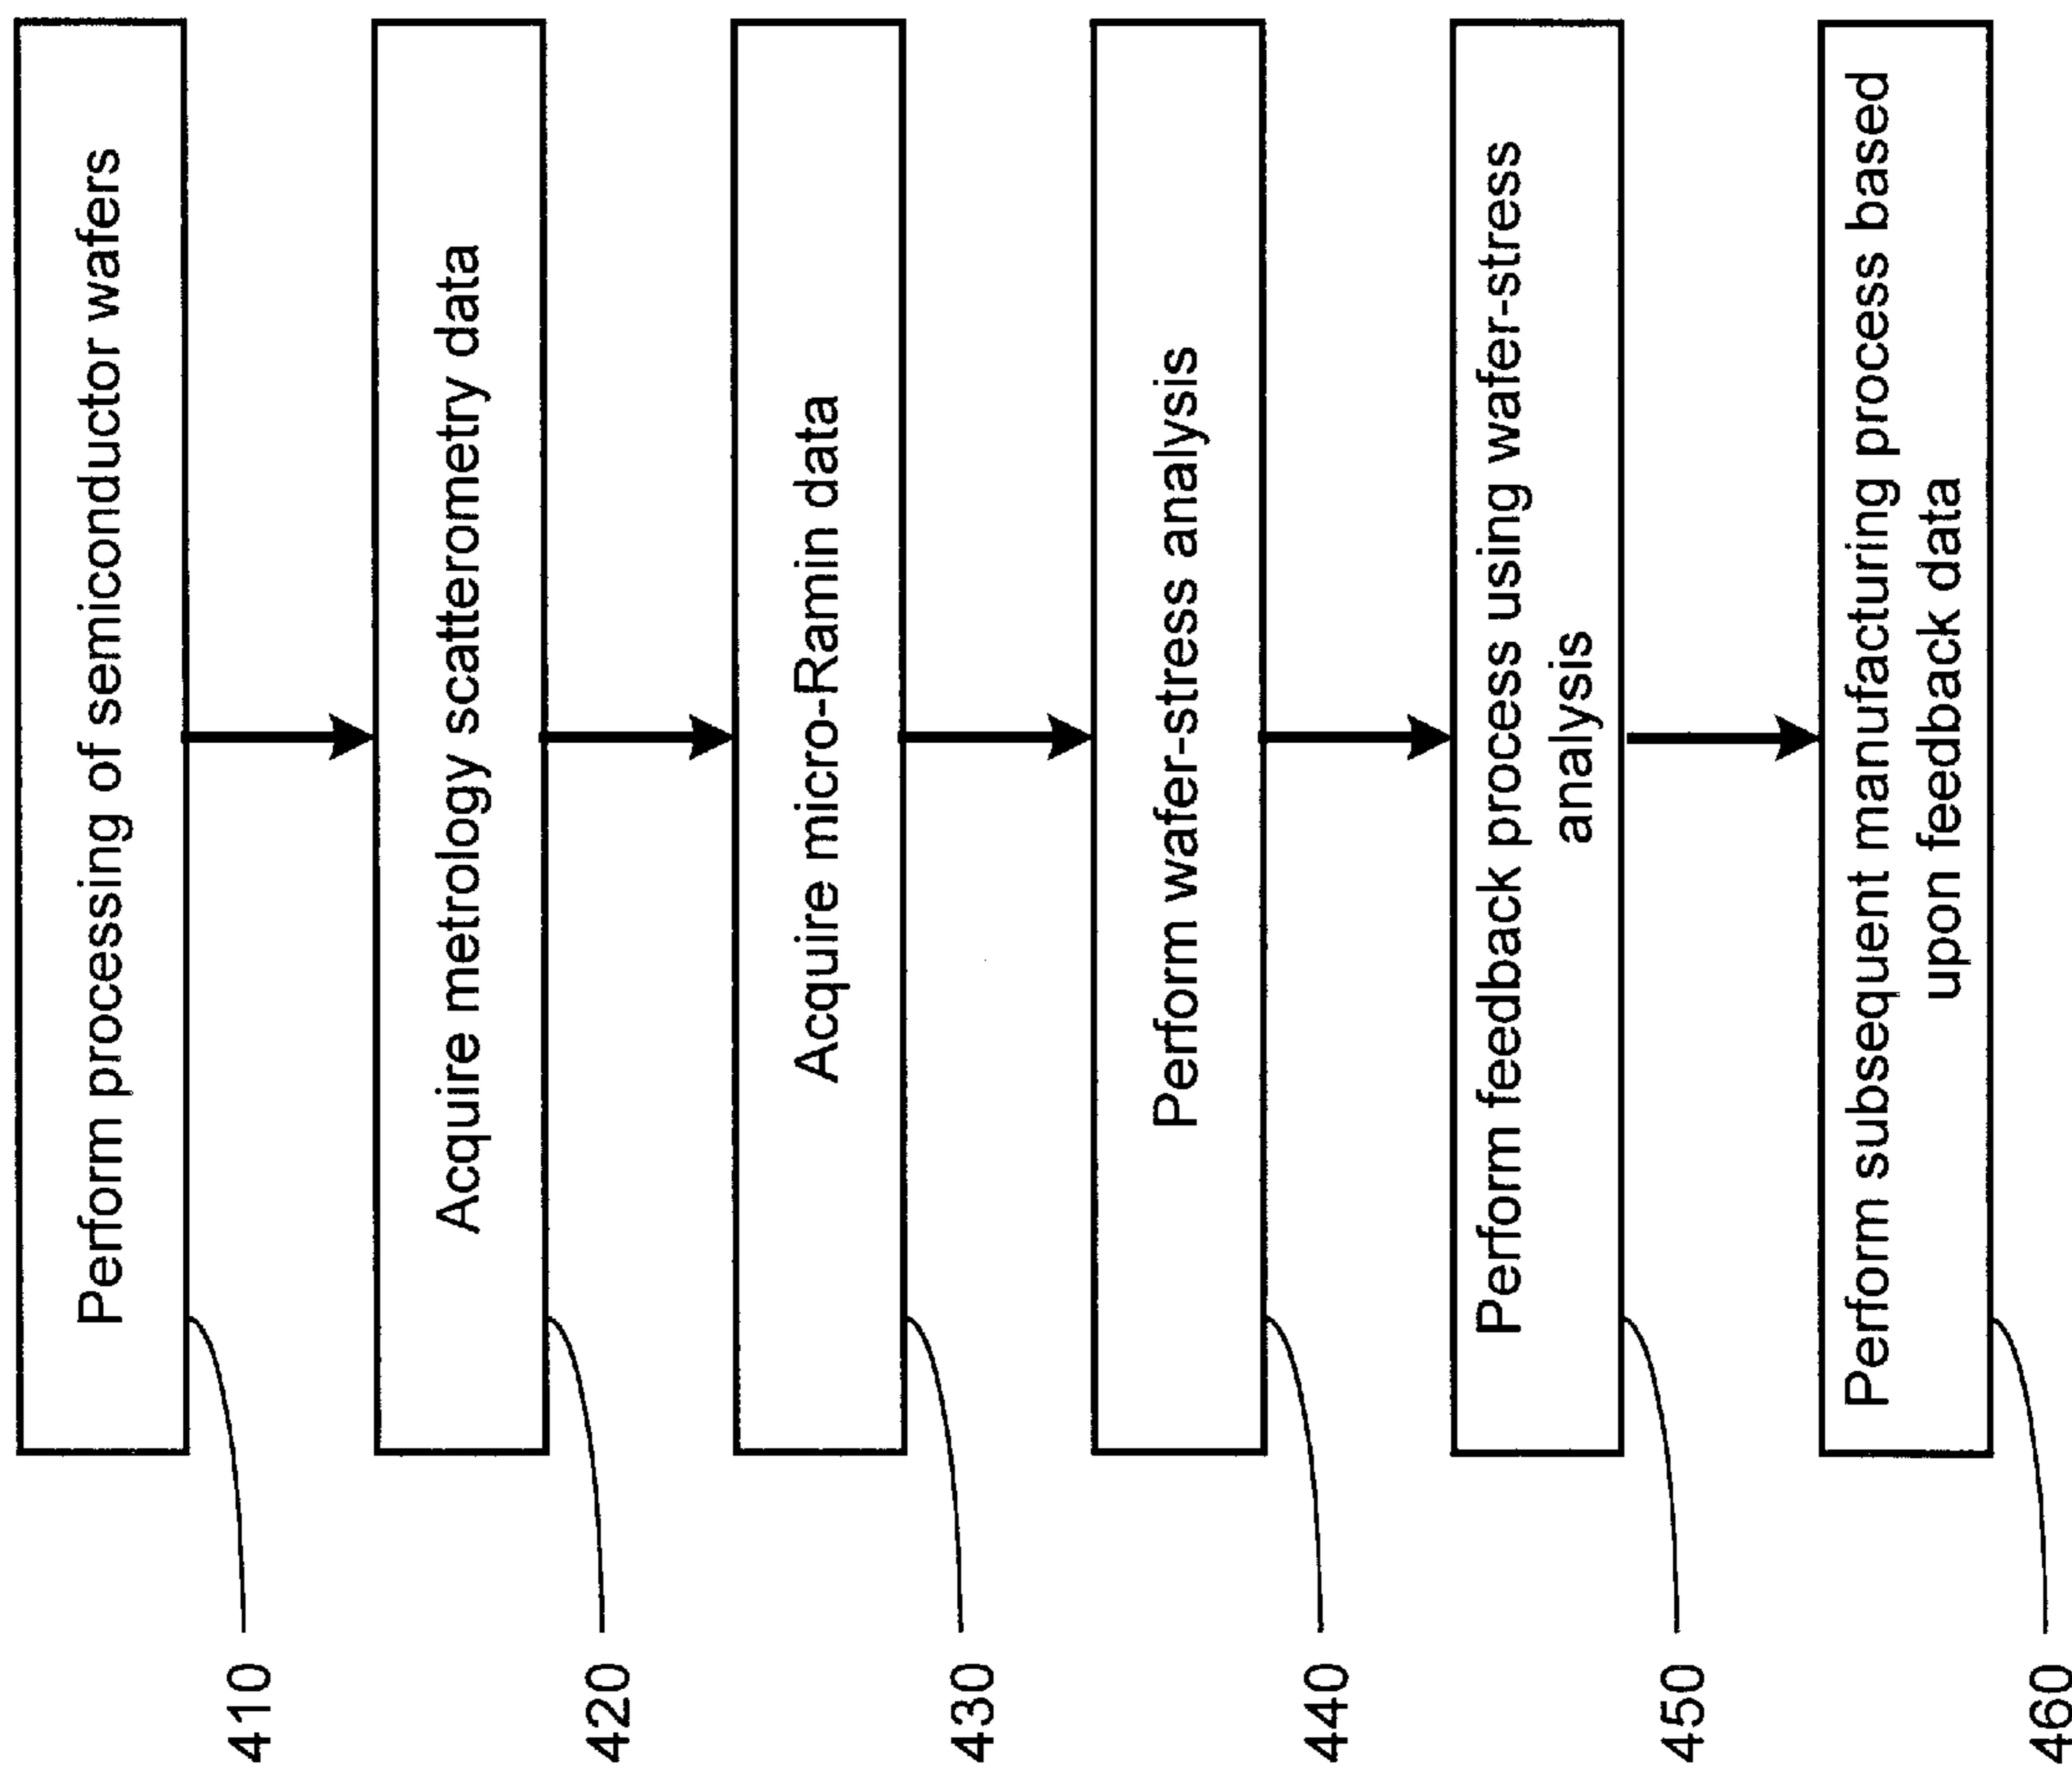 Perform processing of semiconductor wafers
410
Acquire metrology scatterometry data
420
Acquire micro-Ramin data
430
Perform wafer-stress analysis
440
Perform feedback process using wafer-stress
analysis
450
Perform subsequent manufacturing process based
upon feedback data
460